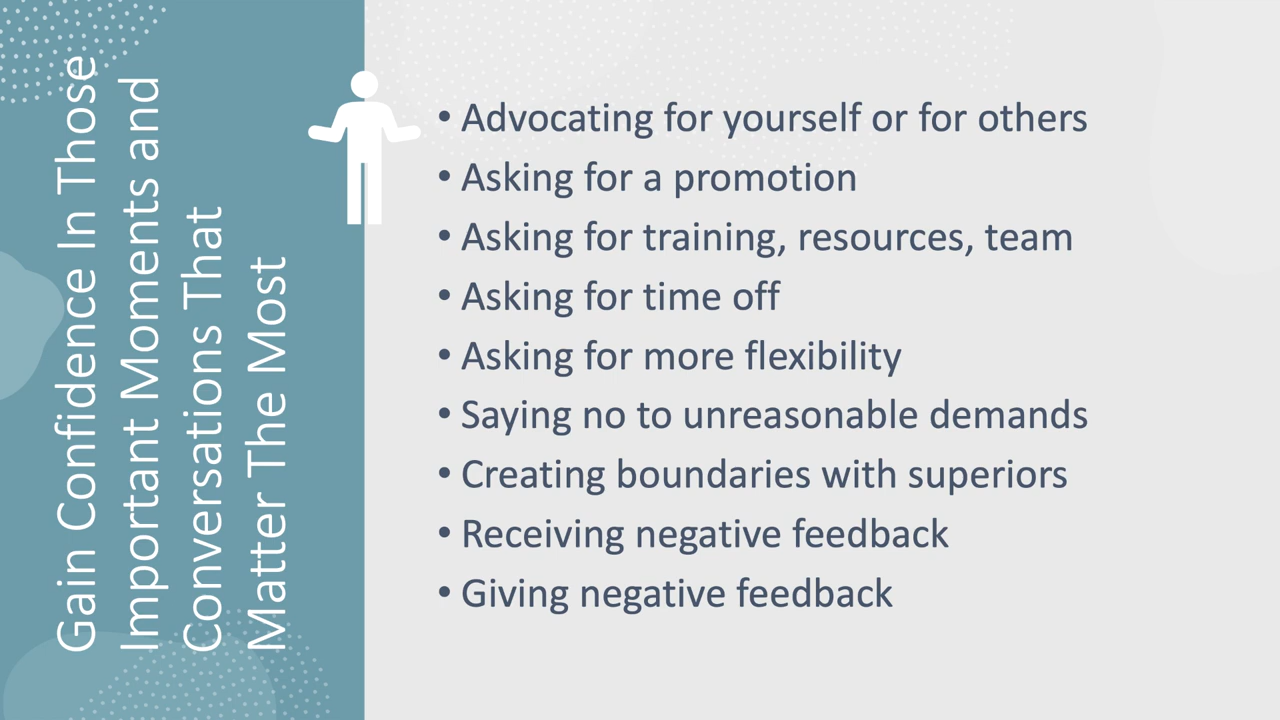 Gain Confidence In Those
Important Moments and
Conversations That
Matter The Most
• Advocating for yourself or for others
• Asking for a promotion
• Asking for training, resources, team
• Asking for time off
• Asking for more flexibility
• Saying no to unreasonable demands
• Creating boundaries with superiors
• Receiving negative feedback
• Giving negative feedback